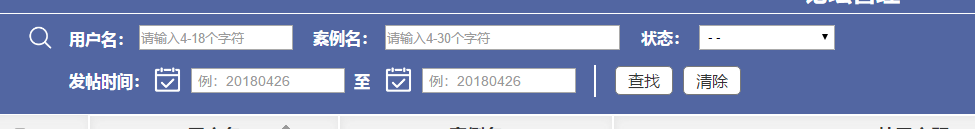 用户名： 请输入4-18个字符 案例名： 请输入4-30个字符 状态： - -
发帖时间： 例：20180426 至 例：20180426 查找 清除